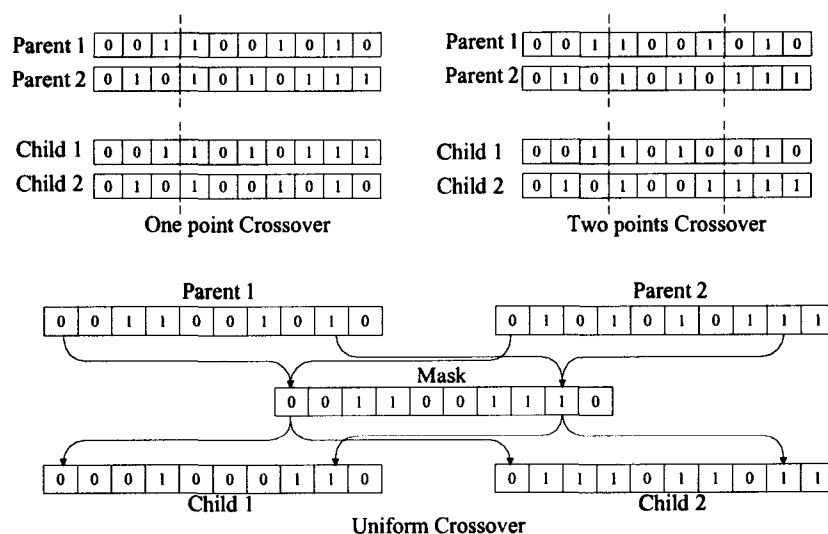 Parent 1 0 0 1 1 0 0 1 0 1 0
Parent 2 0 1 0 1 0 1 0 1 1 1
Child 1 0 0 1 1 0 1 0 1 1 1
Child 2 0 1 0 1 0 0 1 0 1 0
One point Crossover
Parent 1 0 0 1 1 0 0 1 0 1 0
Parent 2 0 1 0 1 0 1 0 1 1 1
Child 1 0 0 1 1 0 1 0 0 1 0
Child 2 0 1 0 1 0 0 1 1 1 1
Two points Crossover
Parent 1
0 0 1 1 0 0 1 0 1 0
Parent 2
0 1 0 1 0 1 0 1 1 1
Mask
0 0 1 1 0 0 1 1 1 0
0 0 0 1 0 0 0 1 1 0
Child 1
0 1 1 1 0 1 1 0 1 1
Child 2
Uniform Crossover